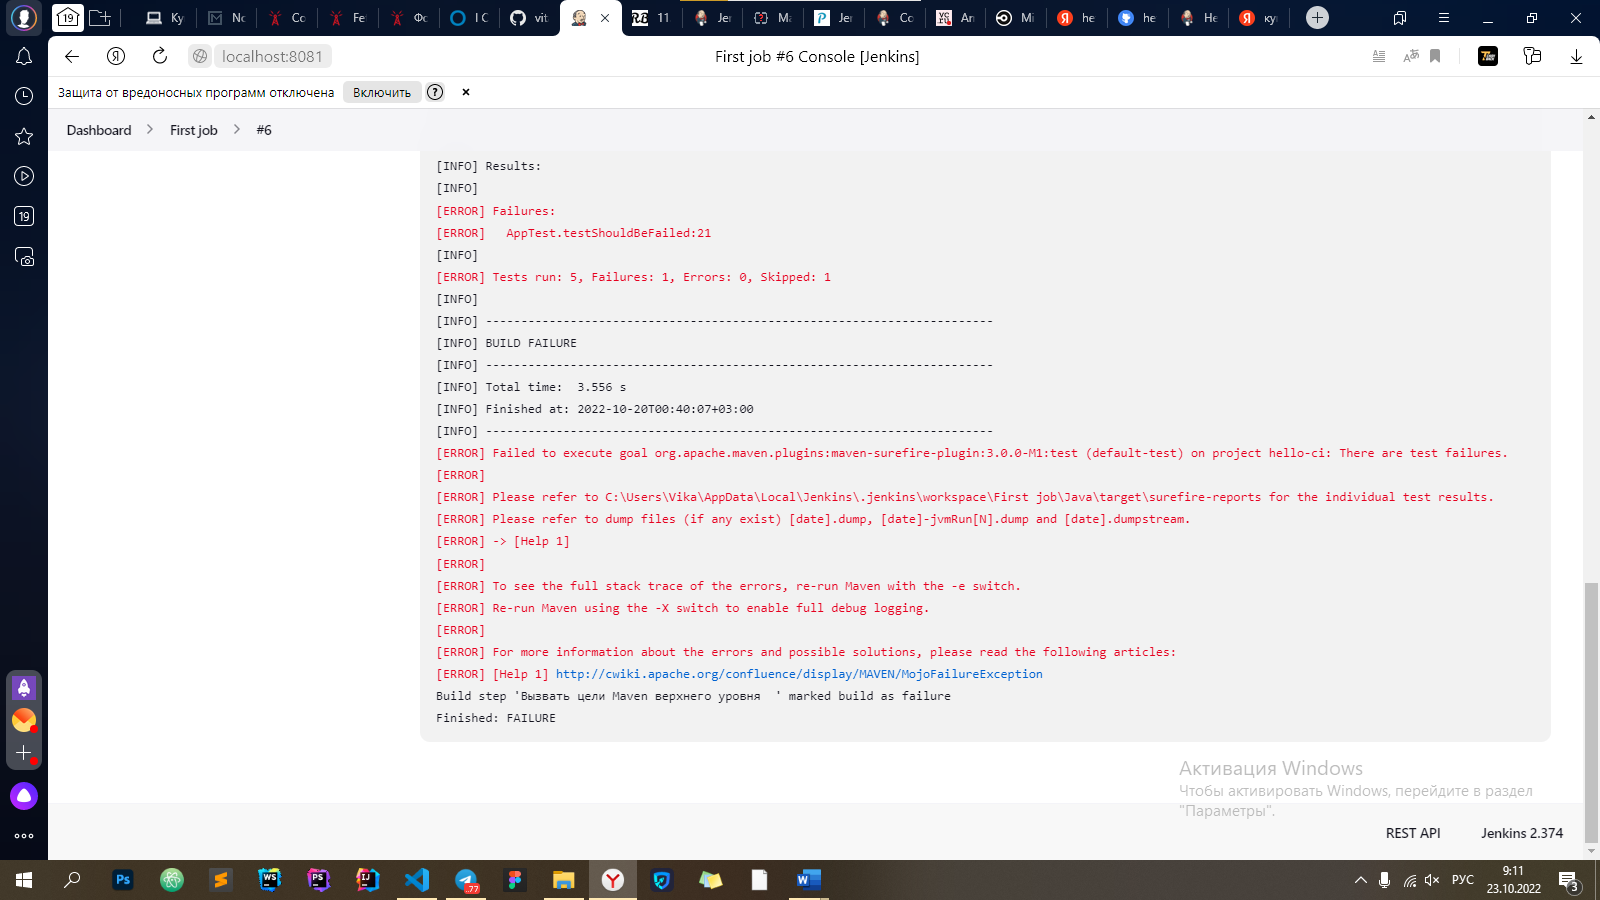 19
Ку
Nc
Co
Fe
Фо
I C
vit
11
Jer
Ma
Jer
Co
An
Mi
he
he
He
ку
localhost:8081
First job #6 Console [Jenkins]
Защита от вредоносных программ отключена Включить ?
Dashboard First job #6
[INFO] Results:
[INFO]
[ERROR] Failures:
[ERROR]   AppTest.testShouldBeFailed:21
[INFO]
[ERROR] Tests run: 5, Failures: 1, Errors: 0, Skipped: 1
[INFO]
[INFO] ------------------------------------------------------------------------
[INFO] BUILD FAILURE
[INFO] ------------------------------------------------------------------------
[INFO] Total time:  3.556 s
[INFO] Finished at: 2022-10-20T00:40:07+03:00
[INFO] ------------------------------------------------------------------------
[ERROR] Failed to execute goal org.apache.maven.plugins:maven-surefire-plugin:3.0.0-M1:test (default-test) on project hello-ci: There are test failures.
[ERROR]
[ERROR] Please refer to C:\Users\Vika\AppData\Local\Jenkins\.jenkins\workspace\First job\Java\target\surefire-reports for the individual test results.
[ERROR] Please refer to dump files (if any exist) [date].dump, [date]-jvmRun[N].dump and [date].dumpstream.
[ERROR] -> [Help 1]
[ERROR]
[ERROR] To see the full stack trace of the errors, re-run Maven with the -e switch.
[ERROR] Re-run Maven using the -X switch to enable full debug logging.
[ERROR]
[ERROR] For more information about the errors and possible solutions, please read the following articles:
[ERROR] [Help 1] http://cwiki.apache.org/confluence/display/MAVEN/MojoFailureException
Build step 'Вызвать цели Maven верхнего уровня  ' marked build as failure
Finished: FAILURE
19
Активация Windows
Чтобы активировать Windows, перейдите в раздел
"Параметры".
REST API Jenkins 2.374
Ps
WS
PS
IJ
77
РУС
9:11
23.10.2022
3